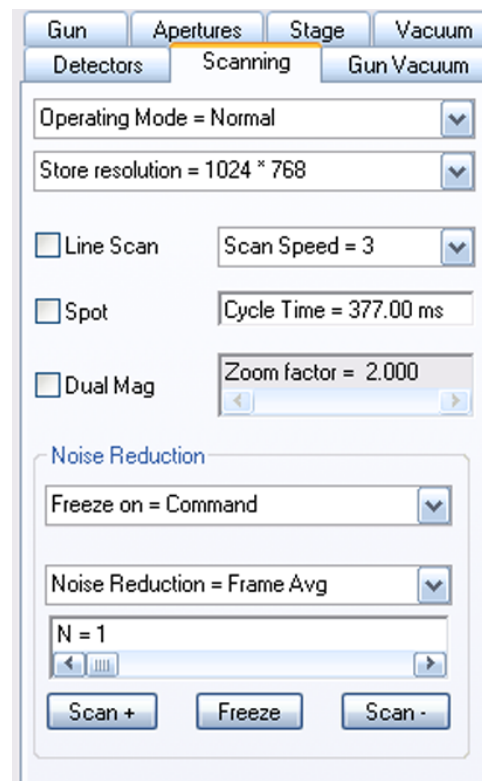 Gun Apertures Stage Vacuum
Detectors Scanning Gun Vacuum
Operating Mode = Normal
Store resolution = 1024 * 768
Line Scan Scan Speed = 3
Spot Cycle Time = 377.00 ms
Dual Mag Zoom factor = 2.000
Noise Reduction
Freeze on = Command
Noise Reduction = Frame Avg
N = 1
Scan + Freeze Scan -